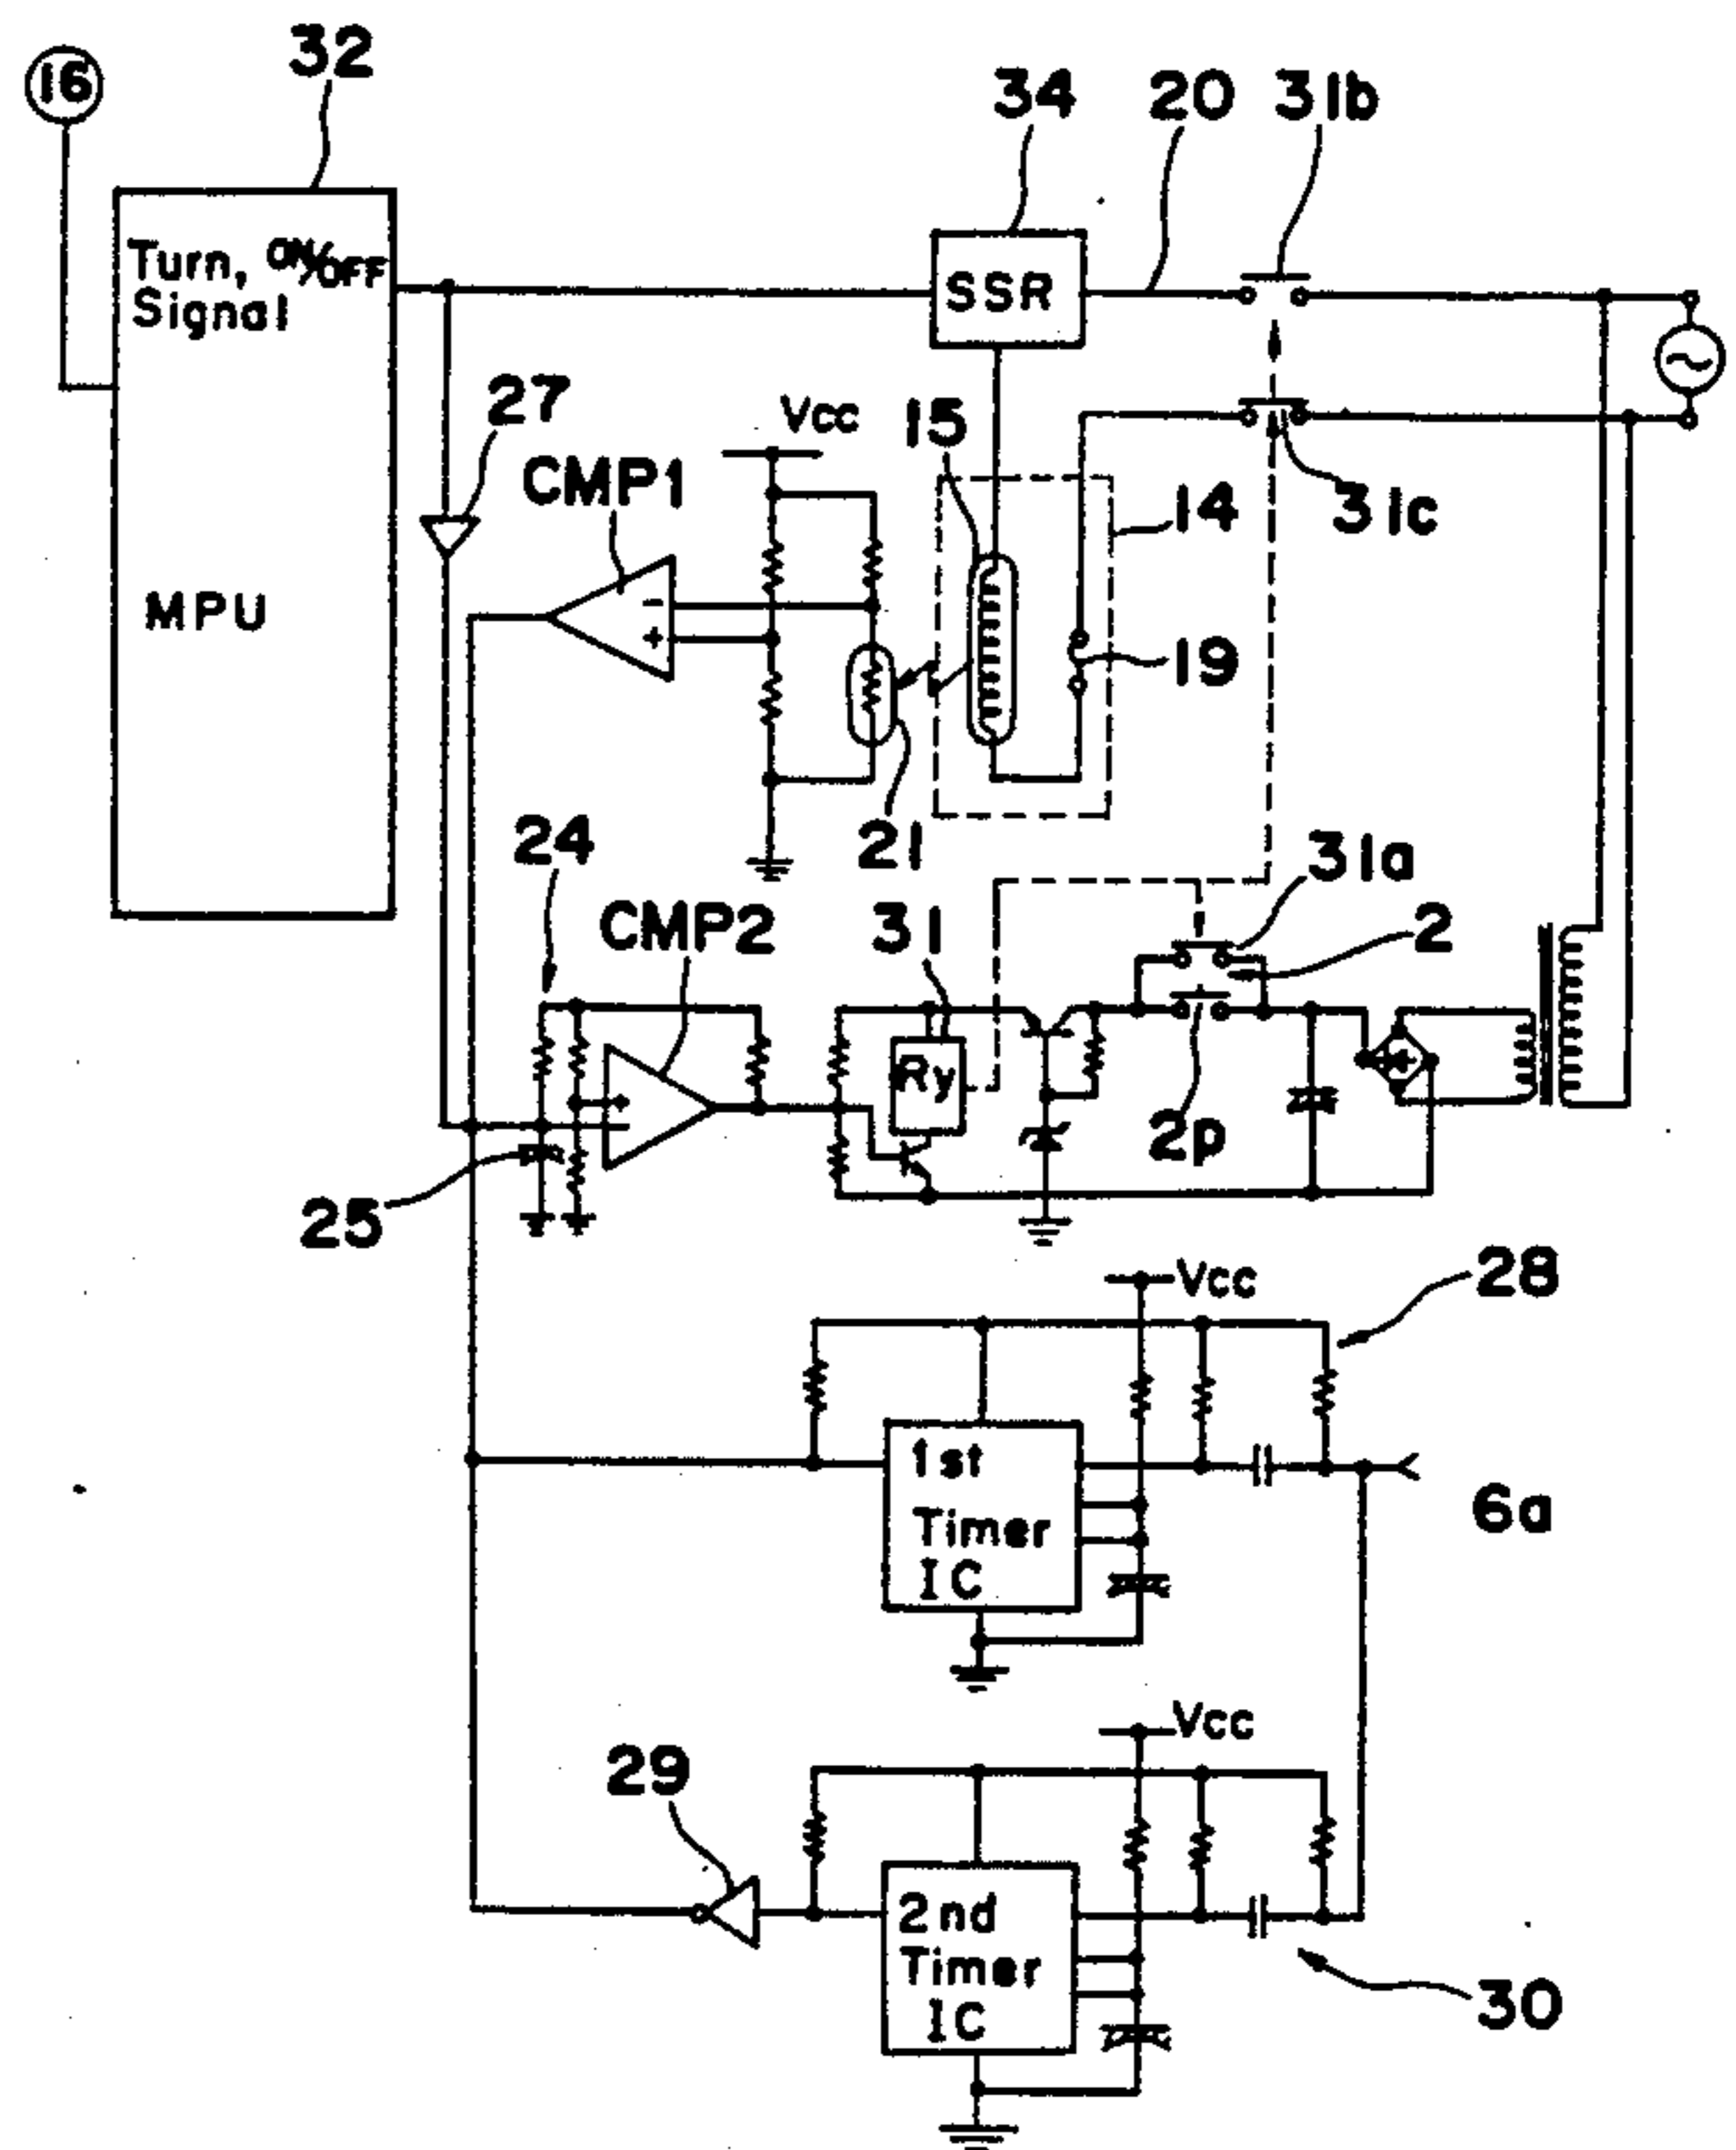 16
32
34
20
31b
Turn, ON/OFF
Signal
SSR
27
Vcc
15
CMP1
14
31c
-
+
MPU
19
21
24
31a
CMP2
31
2
Ry
+
+
-
2p
25
28
Vcc
1st
Timer
IC
6a
Vcc
29
2nd
Timer
IC
30